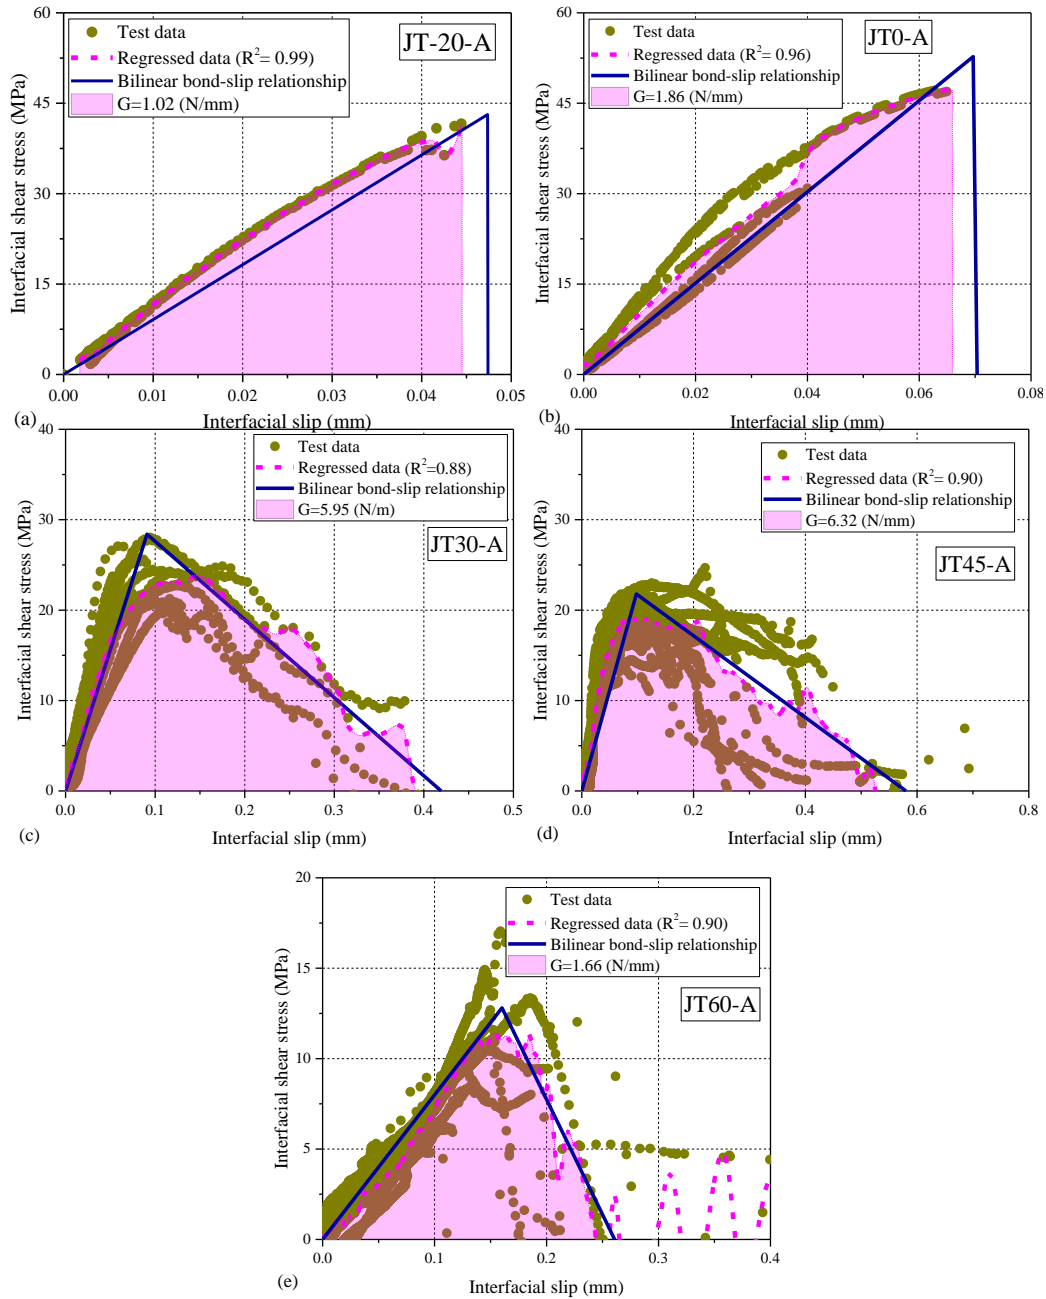 60
45
30
15
0
Interfacial shear stress (MPa)
Test data
Regressed data (R²= 0.99)
Bilinear bond-slip relationship
G=1.02 (N/mm)
JT-20-A
0.00 0.01 0.02 0.03 0.04 0.05
(a) Interfacial slip (mm)
60
45
30
15
0
Interfacial shear stress (MPa)
Test data
Regressed data (R²= 0.96)
Bilinear bond-slip relationship
G=1.86 (N/mm)
JT0-A
0.00 0.02 0.04 0.06 0.08
(b) Interfacial slip (mm)
40
30
20
10
0
Interfacial shear stress (MPa)
Test data
Regressed data (R²=0.88)
Bilinear bond-slip relationship
G=5.95 (N/m)
JT30-A
0.0 0.1 0.2 0.3 0.4 0.5
(c) Interfacial slip (mm)
40
30
20
10
0
Interfacial shear stress (MPa)
Test data
Regressed data (R²= 0.90)
Bilinear bond-slip relationship
G=6.32 (N/mm)
JT45-A
0.0 0.2 0.4 0.6 0.8
(d) Interfacial slip (mm)
20
15
10
5
0
Interfacial shear stress (MPa)
Test data
Regressed data (R²= 0.90)
Bilinear bond-slip relationship
G=1.66 (N/mm)
JT60-A
0.0 0.1 0.2 0.3 0.4
(e) Interfacial slip (mm)